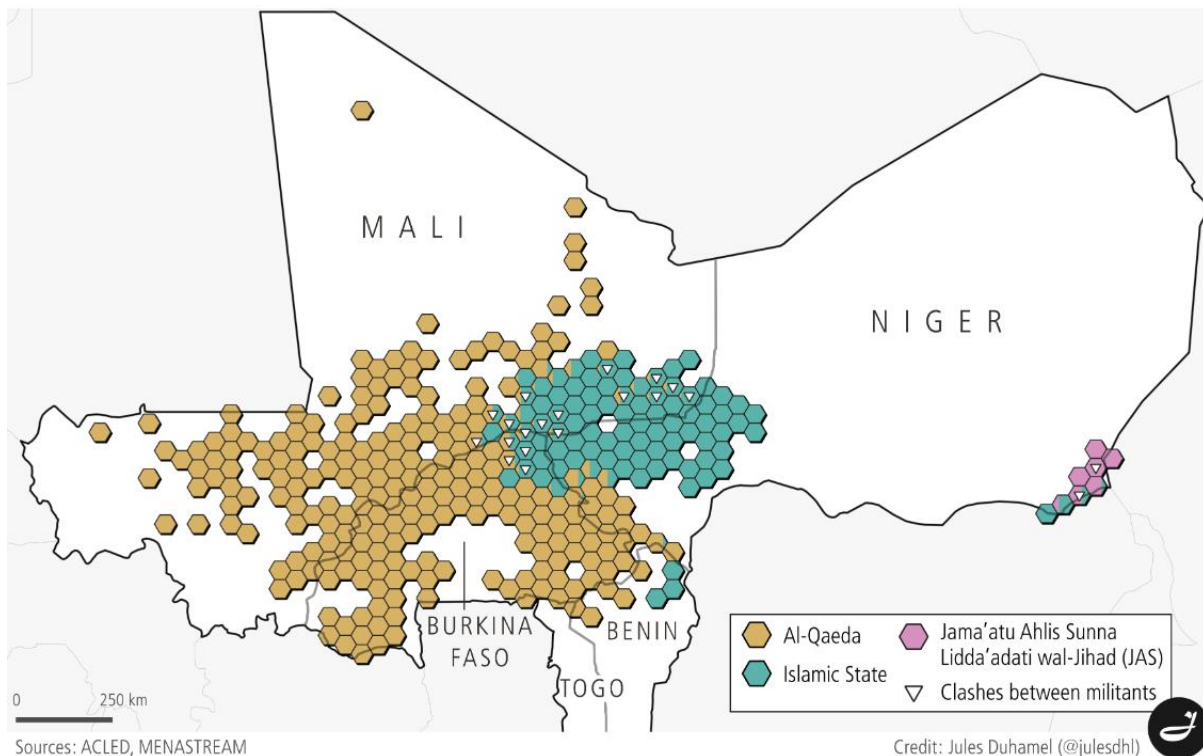 MALI
NIGER
BURKINA
FASO
BENIN
TOGO
Al-Qaeda
Islamic State
Jama'atu Ahlis Sunna
Lidda'adati wal-Jihad (JAS)
Clashes between militants
0 250 km
Sources: ACLED, MENASTREAM
Credit: Jules Duhamel (@julesdhl)